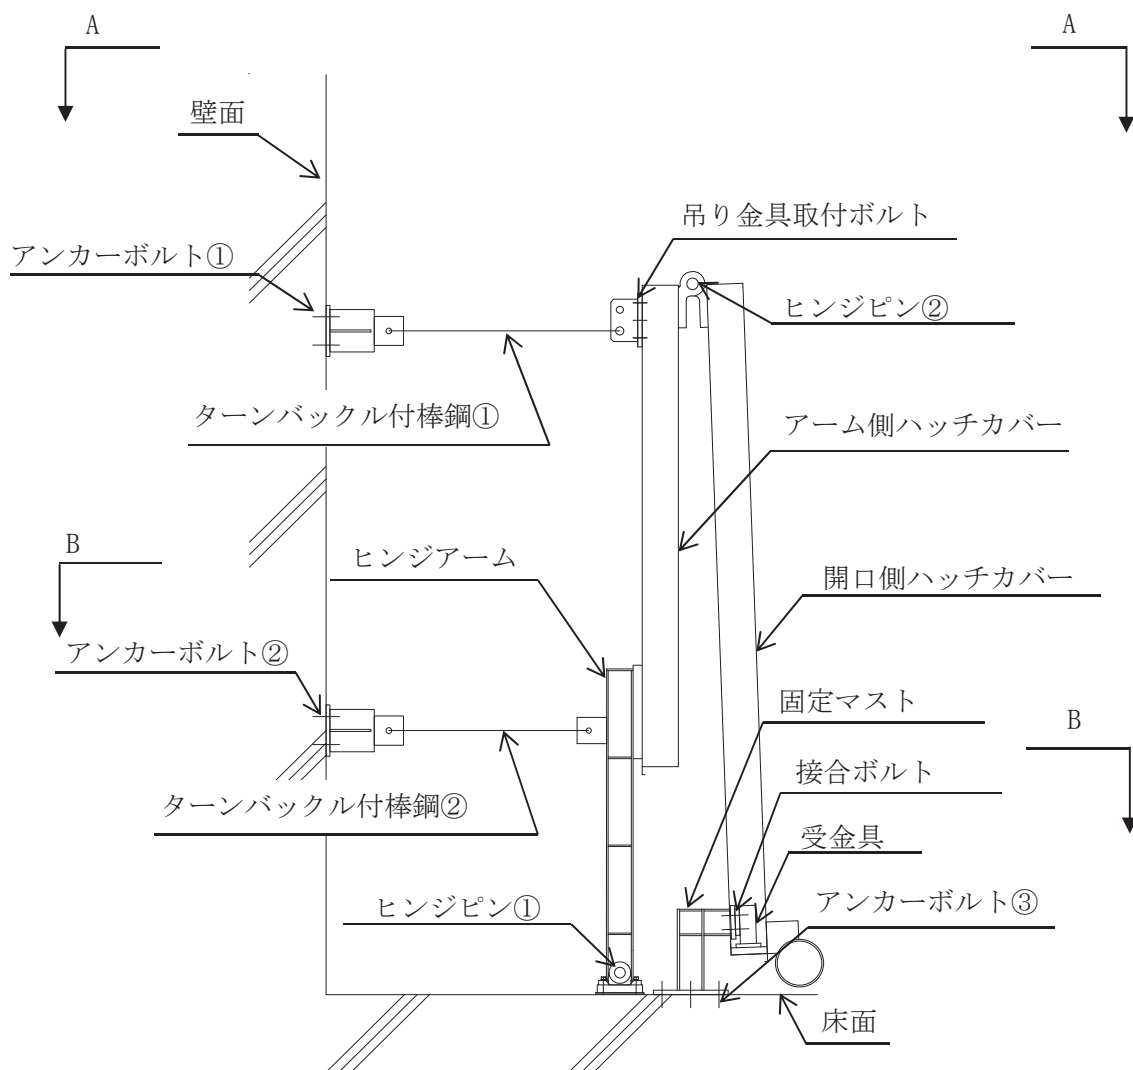 A
A
壁面
吊り金具取付ボルト
アンカーボルト①
ヒンジピン②
ターンバックル付棒鋼①
アーム側ハッチカバー
B
ヒンジアーム
開口側ハッチカバー
アンカーボルト②
固定マスト
B
接合ボルト
ターンバックル付棒鋼②
受金具
ヒンジピン①
アンカーボルト③
床面